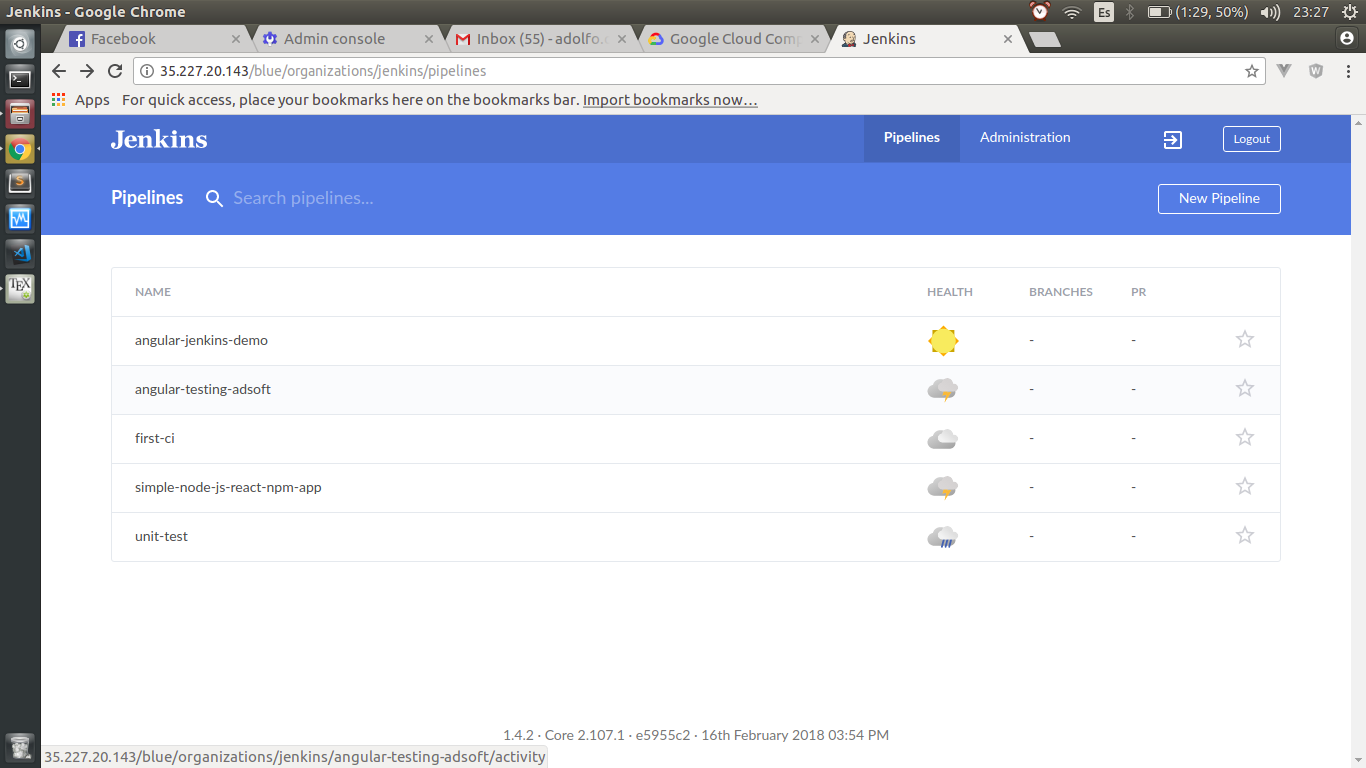 Jenkins - Google Chrome
Es
(1:29, 50%)
23:27
Facebook
Admin console
Inbox (55) - adolfo.
Google Cloud Comp
Jenkins
35.227.20.143/blue/organizations/jenkins/pipelines
Apps
For quick access, place your bookmarks here on the bookmarks bar. Import bookmarks now…
Jenkins
Pipelines
Administration
Logout
Pipelines
Search pipelines...
New Pipeline
NAME HEALTH BRANCHES PR
angular-jenkins-demo - -
angular-testing-adsoft - -
first-ci - -
simple-node-js-react-npm-app - -
unit-test - -
1.4.2 · Core 2.107.1 · e5955c2 · 16th February 2018 03:54 PM
35.227.20.143/blue/organizations/jenkins/angular-testing-adsoft/activity
TEX